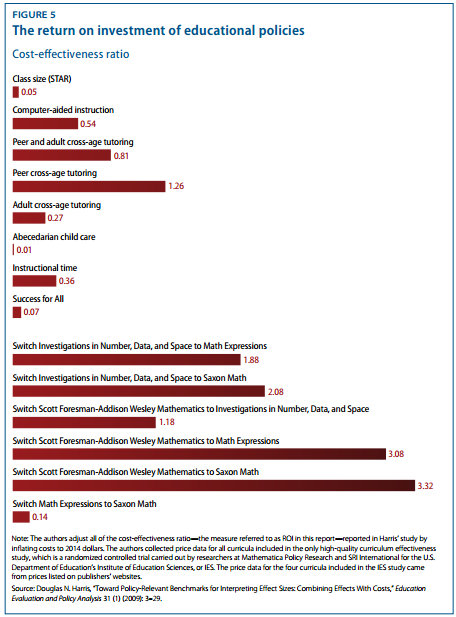 FIGURE 5
The return on investment of educational policies
Cost-effectiveness ratio
Class size (STAR)
0.05
Computer-aided instruction
0.54
Peer and adult cross-age tutoring
0.81
Peer cross-age tutoring
1.26
Adult cross-age tutoring
0.27
Abecedarian child care
0.01
Instructional time
0.36
Success for All
0.07
Switch Investigations in Number, Data, and Space to Math Expressions
1.88
Switch Investigations in Number, Data, and Space to Saxon Math
2.08
Switch Scott Foresman-Addison Wesley Mathematics to Investigations in Number, Data, and Space
1.18
Switch Scott Foresman-Addison Wesley Mathematics to Math Expressions
3.08
Switch Scott Foresman-Addison Wesley Mathematics to Saxon Math
3.32
Switch Math Expressions to Saxon Math
0.14
Note: The authors adjust all of the cost-effectiveness ratio—the measure referred to as ROI in this report—reported in Harris' study by
inflating costs to 2014 dollars. The authors collected price data for all curricula included in the only high-quality curriculum effectiveness
study, which is a randomized controlled trial carried out by researchers at Mathematica Policy Research and SRI International for the U.S.
Department of Education's Institute of Education Sciences, or IES. The price data for the four curricula included in the IES study came
from prices listed on publishers' websites.
Source: Douglas N. Harris, "Toward Policy-Relevant Benchmarks for Interpreting Effect Sizes: Combining Effects With Costs," Education
Evaluation and Policy Analysis 31 (1) (2009): 3–29.